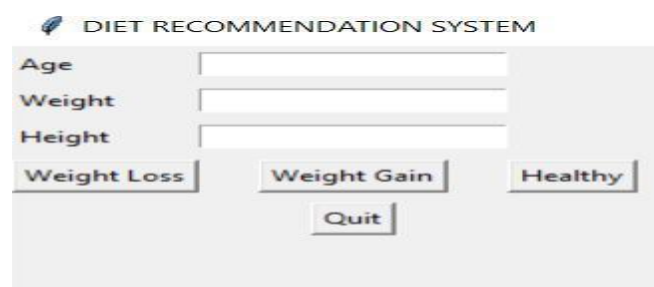 DIET RECOMMENDATION SYSTEM
Age
Weight
Height
Weight Loss Weight Gain Healthy
Quit